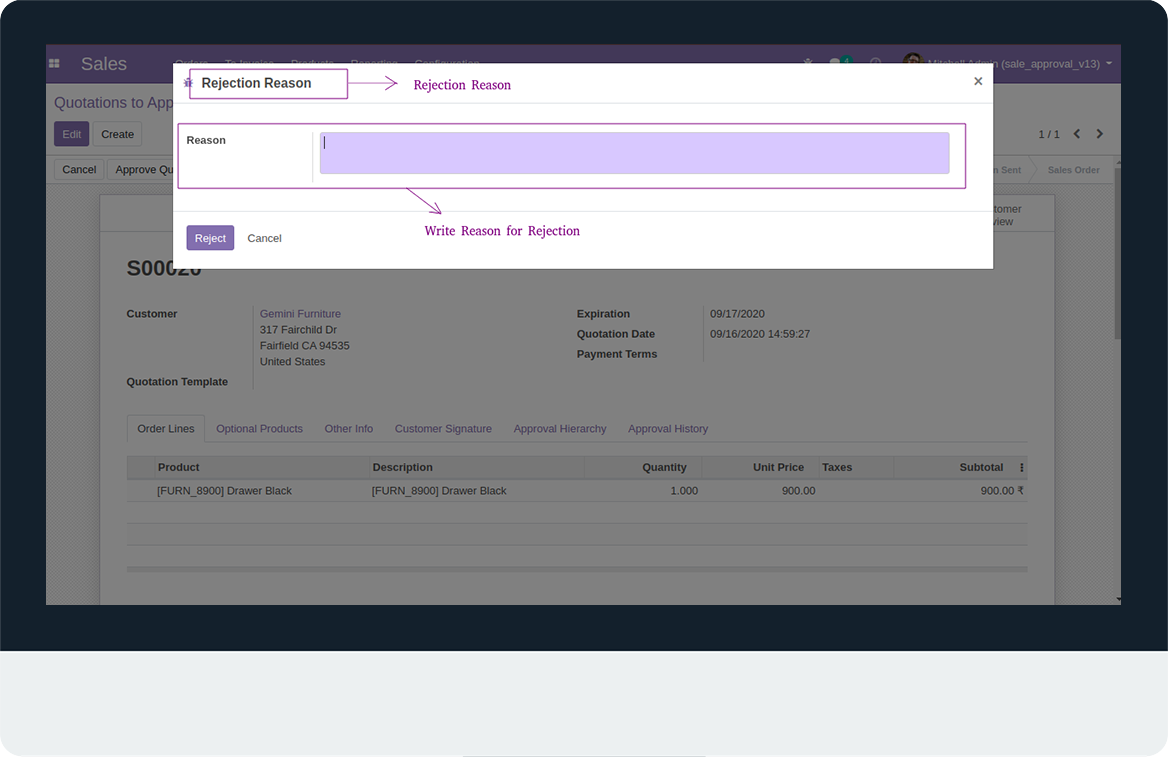 Sales Orders To Invoice Products Reporting Configuration 4 Mitchell Admin (sale_approval_v13)
Rejection Reason ×
Rejection Reason
Quotations to App
Edit Create 1 / 1
Reason
Cancel Approve Qu n Sent Sales Order
Write Reason for Rejection
Reject Cancel
tomer
view
S00020
Customer Gemini Furniture
317 Fairchild Dr
Fairfield CA 94535
United States
Quotation Template
Expiration 09/17/2020
Quotation Date 09/16/2020 14:59:27
Payment Terms
Order Lines Optional Products Other Info Customer Signature Approval Hierarchy Approval History
Product Description Quantity Unit Price Taxes Subtotal
[FURN_8900] Drawer Black [FURN_8900] Drawer Black 1.000 900.00 900.00 ₹